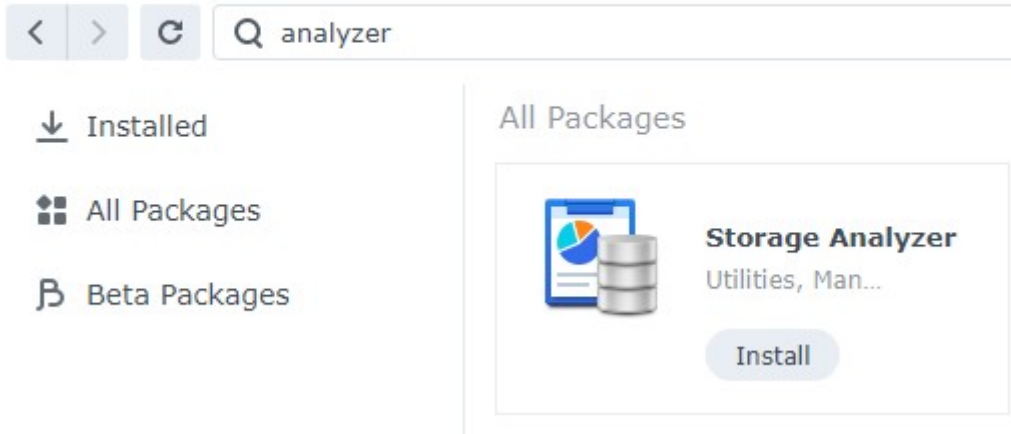 analyzer
Installed
All Packages
Beta Packages
All Packages
Storage Analyzer
Utilities, Man...
Install